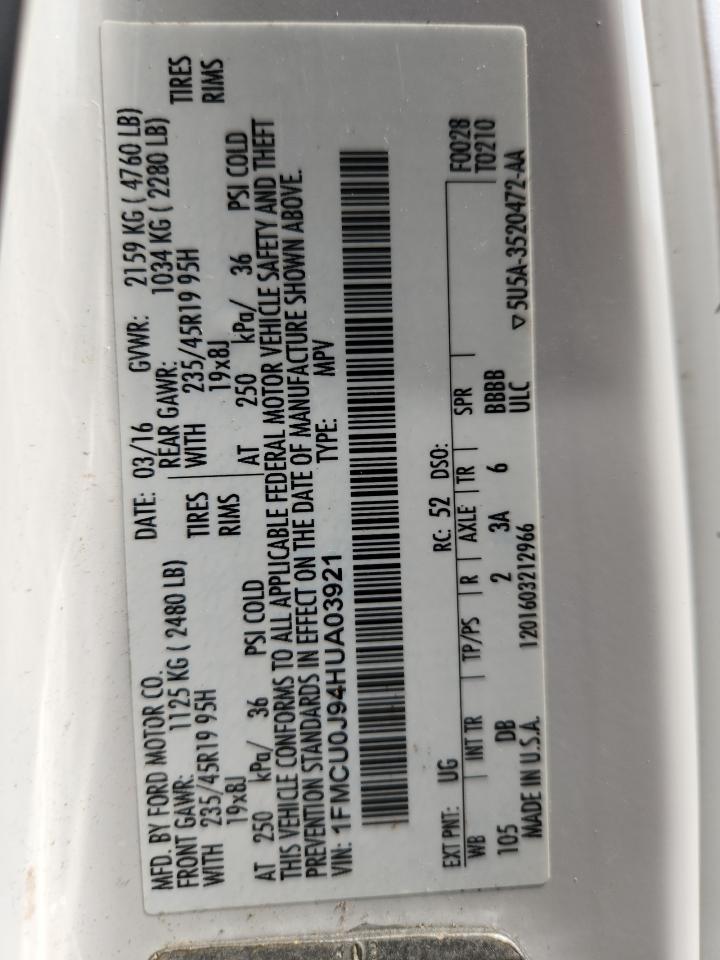 MFD. BY FORD MOTOR CO.
DATE: 03/16 GVWR: 2159 KG ( 4760 LB)
FRONT GAWR: 1125 KG ( 2480 LB) REAR GAWR: 1034 KG ( 2280 LB)
WITH 235/45R19 95H TIRES WITH 235/45R19 95H TIRES
19x8J RIMS 19x8J RIMS
AT 250 kPa/ 36 PSI COLD AT 250 kPa/ 36 PSI COLD
THIS VEHICLE CONFORMS TO ALL APPLICABLE FEDERAL MOTOR VEHICLE SAFETY AND THEFT
PREVENTION STANDARDS IN EFFECT ON THE DATE OF MANUFACTURE SHOWN ABOVE.
VIN: 1FMCU0J94HUA03921 TYPE: MPV
F0028
EXT PNT: UG RC: 52 DSO: T0210
WB INT TR TP/PS R AXLE TR SPR
105 DB 2 3A 6 BBBB
MADE IN U.S.A. 1201603212966 ULC ▽5U5A-3520472-AA